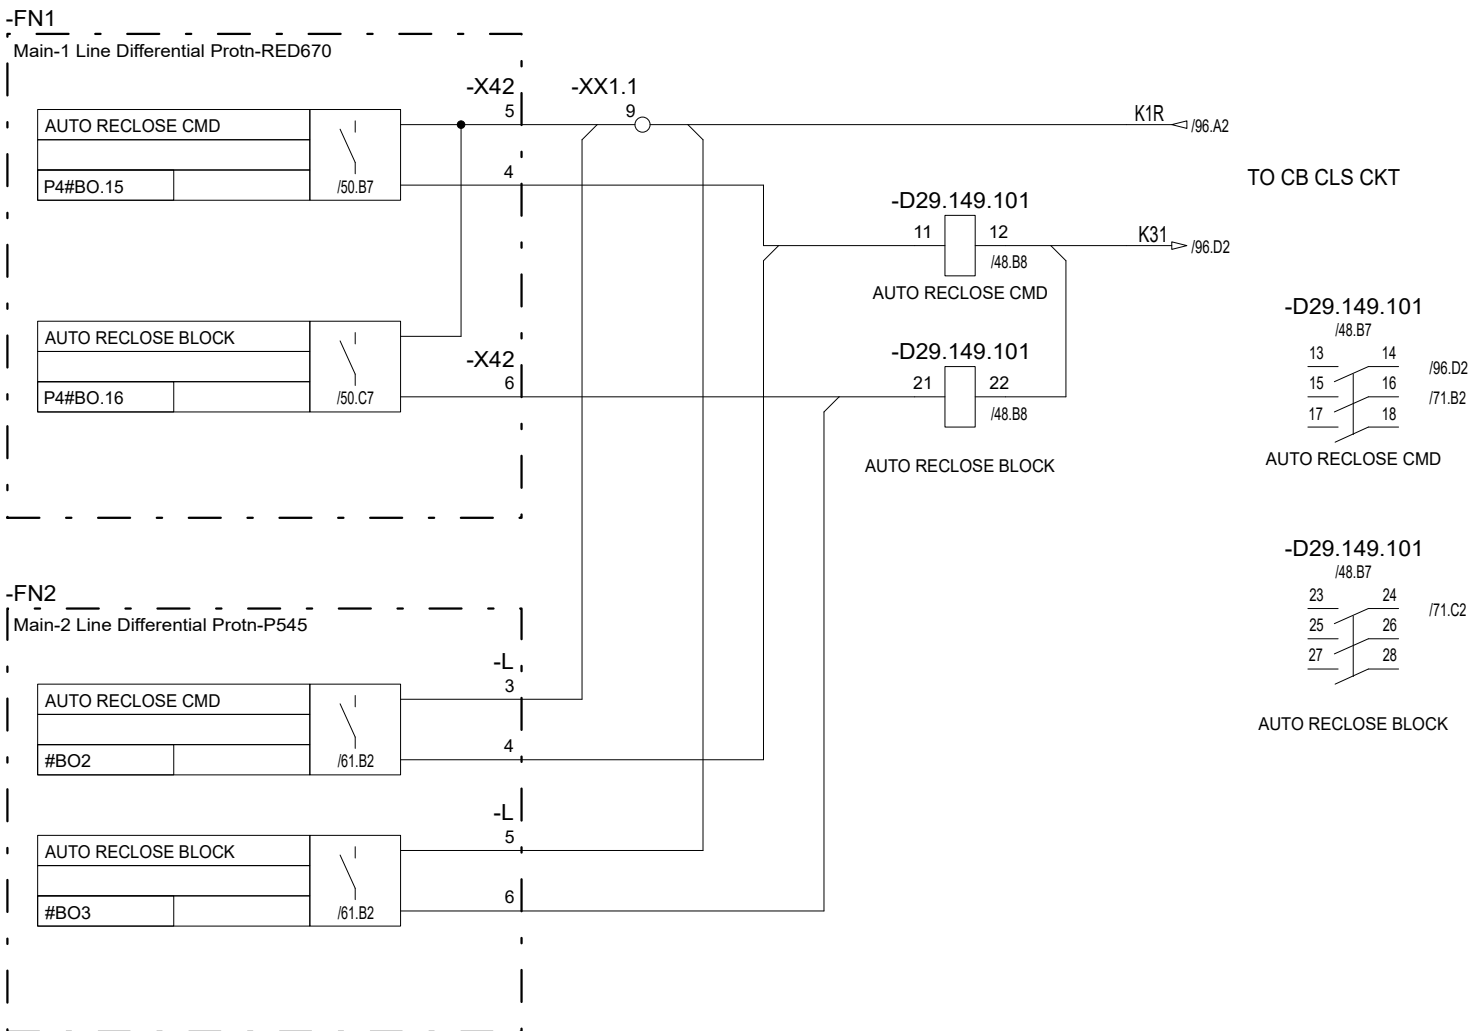 -FN1
Main-1 Line Differential Protn-RED670
-X42
-XX1.1
5
9
AUTO RECLOSE CMD
K1R
/96.A2
4
P4#BO.15
/50.B7
TO CB CLS CKT
-D29.149.101
11
12
K31
/96.D2
/48.B8
AUTO RECLOSE CMD
AUTO RECLOSE BLOCK
-X42
6
P4#BO.16
/50.C7
-D29.149.101
21
22
/48.B8
AUTO RECLOSE BLOCK
-D29.149.101
/48.B7
13 14 /96.D2
15 16 /71.B2
17 18
AUTO RECLOSE CMD
-D29.149.101
/48.B7
23 24 /71.C2
25 26
27 28
AUTO RECLOSE BLOCK
-FN2
Main-2 Line Differential Protn-P545
-L
3
AUTO RECLOSE CMD
4
#BO2
/61.B2
-L
5
AUTO RECLOSE BLOCK
6
#BO3
/61.B2